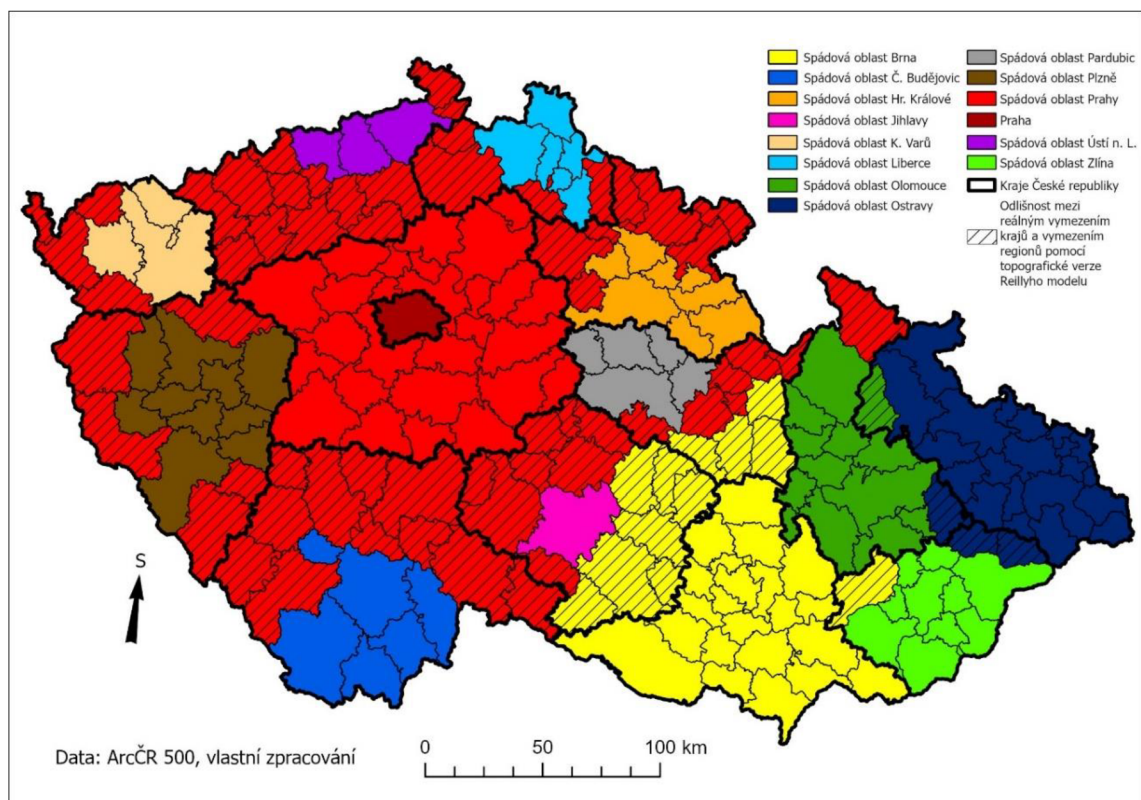 Spádová oblast Brna
Spádová oblast Č. Budějovic
Spádová oblast Hr. Králové
Spádová oblast Jihlavy
Spádová oblast K. Varů
Spádová oblast Liberce
Spádová oblast Olomouce
Spádová oblast Ostravy
Spádová oblast Pardubic
Spádová oblast Plzně
Spádová oblast Prahy
Praha
Spádová oblast Ústí n. L.
Spádová oblast Zlína
Kraje České republiky
Odlišnost mezi
reálným vymezením
krajů a vymezením
regionů pomocí
topografické verze
Reillyho modelu
S
Data: ArcČR 500, vlastní zpracování
0 50 100 km